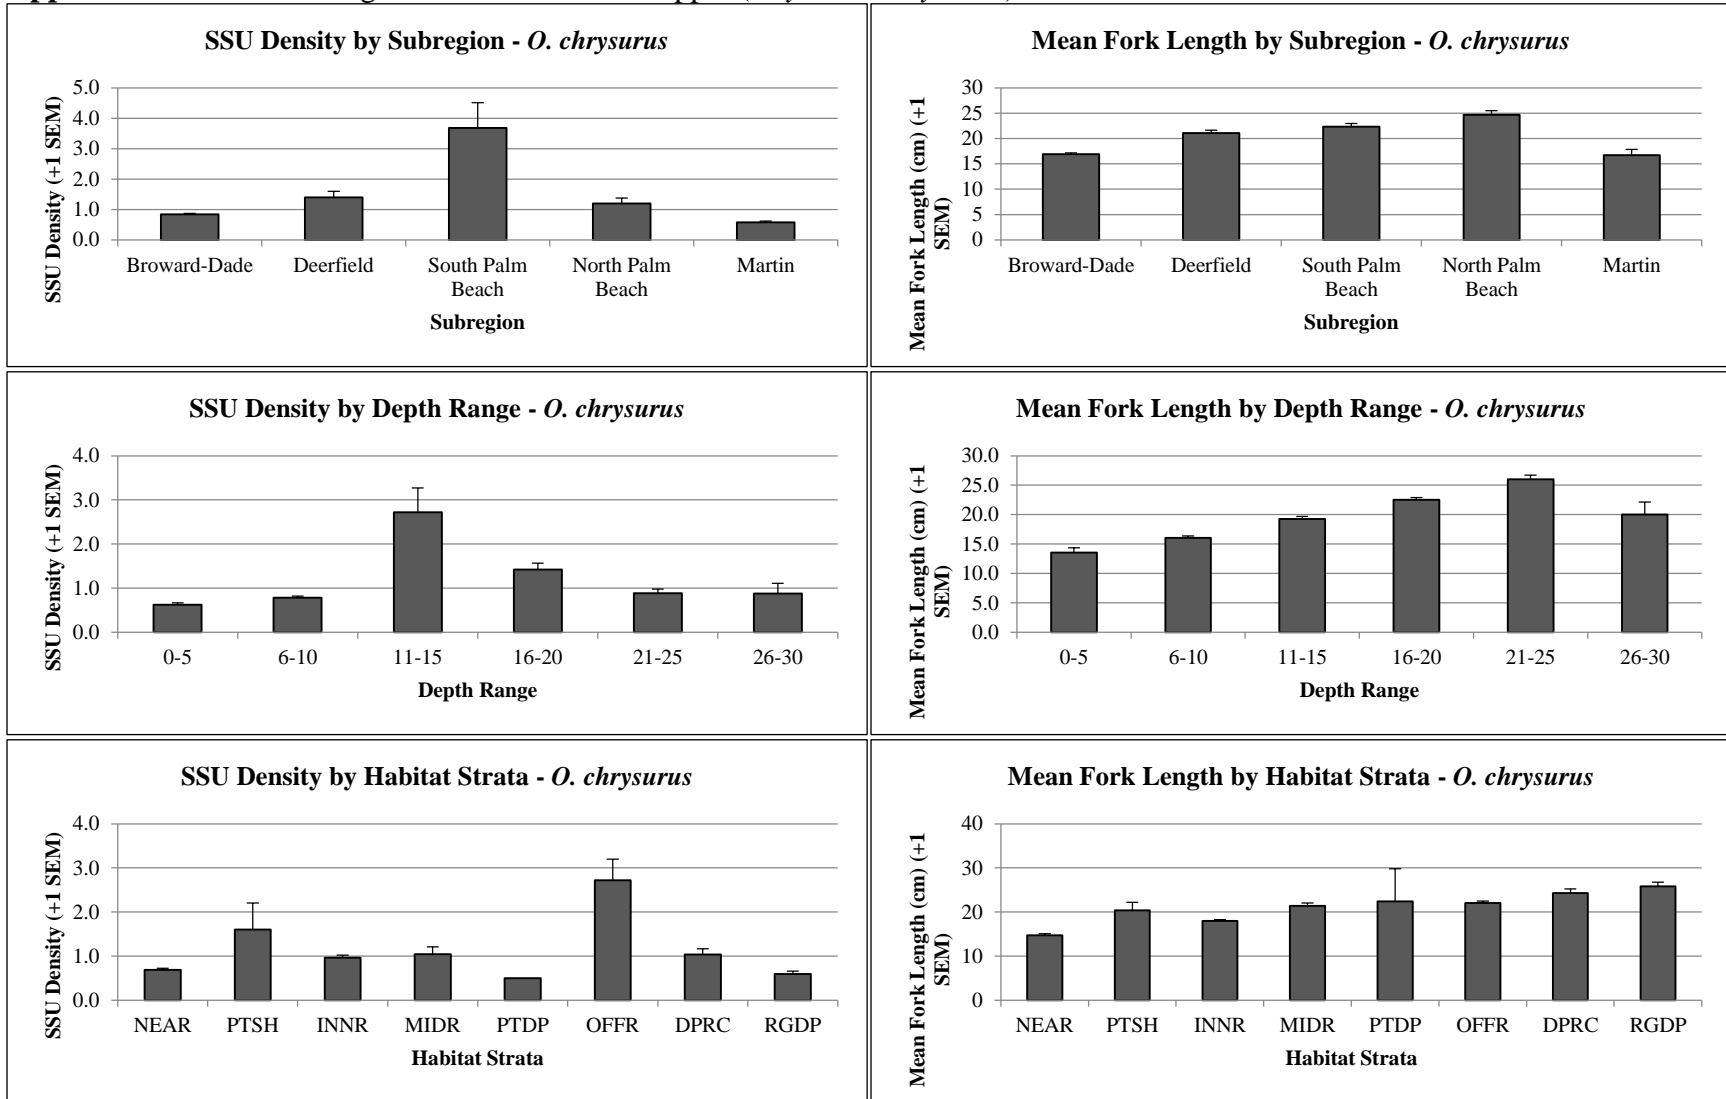 SSU Density by Subregion - O. chrysurus
SSU Density (+1 SEM)
5.0
4.0
3.0
2.0
1.0
0.0
Broward-Dade Deerfield South Palm Beach North Palm Beach Martin
Subregion
Mean Fork Length by Subregion - O. chrysurus
Mean Fork Length (cm) (+1 SEM)
30
25
20
15
10
5
0
Broward-Dade Deerfield South Palm Beach North Palm Beach Martin
Subregion
SSU Density by Depth Range - O. chrysurus
SSU Density (+1 SEM)
4.0
3.0
2.0
1.0
0.0
0-5 6-10 11-15 16-20 21-25 26-30
Depth Range
Mean Fork Length by Depth Range - O. chrysurus
Mean Fork Length (cm) (+1 SEM)
30.0
25.0
20.0
15.0
10.0
5.0
0.0
0-5 6-10 11-15 16-20 21-25 26-30
Depth Range
SSU Density by Habitat Strata - O. chrysurus
SSU Density (+1 SEM)
4.0
3.0
2.0
1.0
0.0
NEAR PTSH INNR MIDR PTDP OFFR DPRC RGDP
Habitat Strata
Mean Fork Length by Habitat Strata - O. chrysurus
Mean Fork Length (cm) (+1 SEM)
40
30
20
10
0
NEAR PTSH INNR MIDR PTDP OFFR DPRC RGDP
Habitat Strata